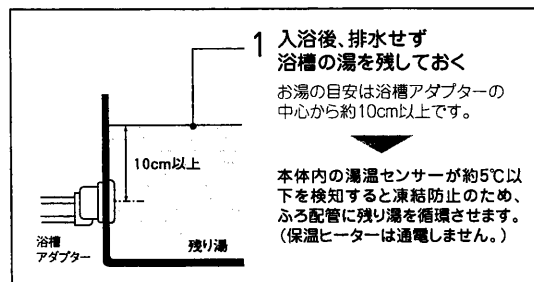 1 入浴後、排水せず
浴槽の湯を残しておく
お湯の目安は浴槽アダプターの
中心から約10cm以上です。
本体内の湯温センサーが約5℃以
下を検知すると凍結防止のため、
ふろ配管に残り湯を循環させます。
（保温ヒーターは通電しません。）
10cm以上
浴槽
アダプター
残り湯